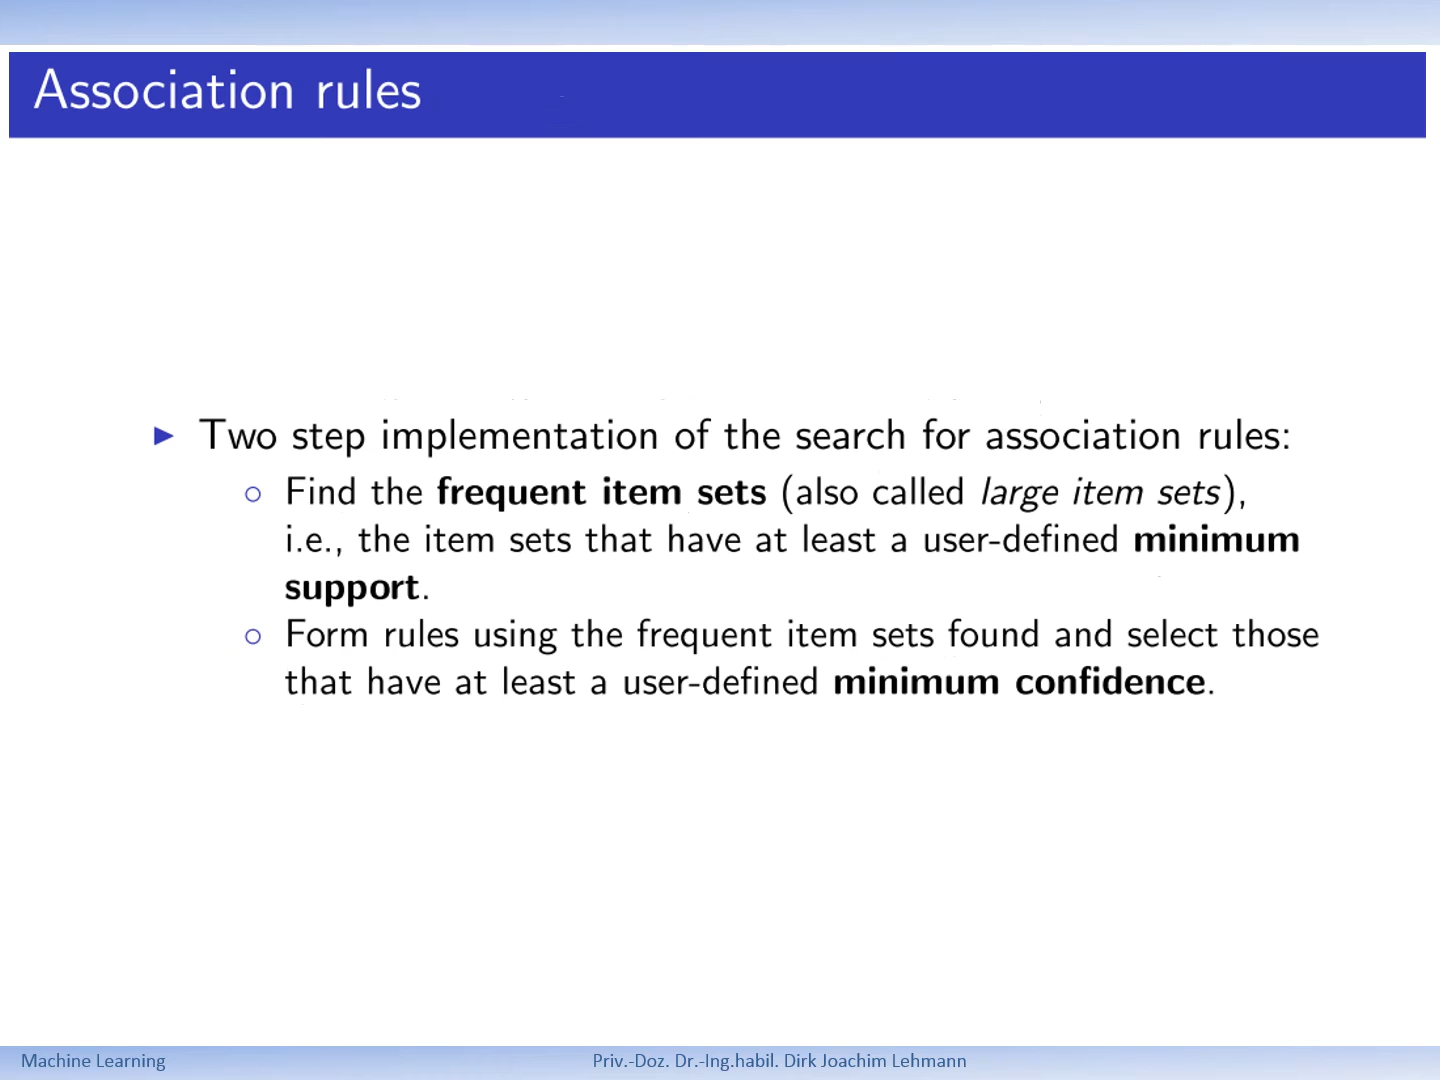 Association rules
▶ Two step implementation of the search for association rules:
○ Find the frequent item sets (also called large item sets),
i.e., the item sets that have at least a user-defined minimum
support.
○ Form rules using the frequent item sets found and select those
that have at least a user-defined minimum confidence.
Machine Learning
Priv.-Doz. Dr.-Ing.habil. Dirk Joachim Lehmann